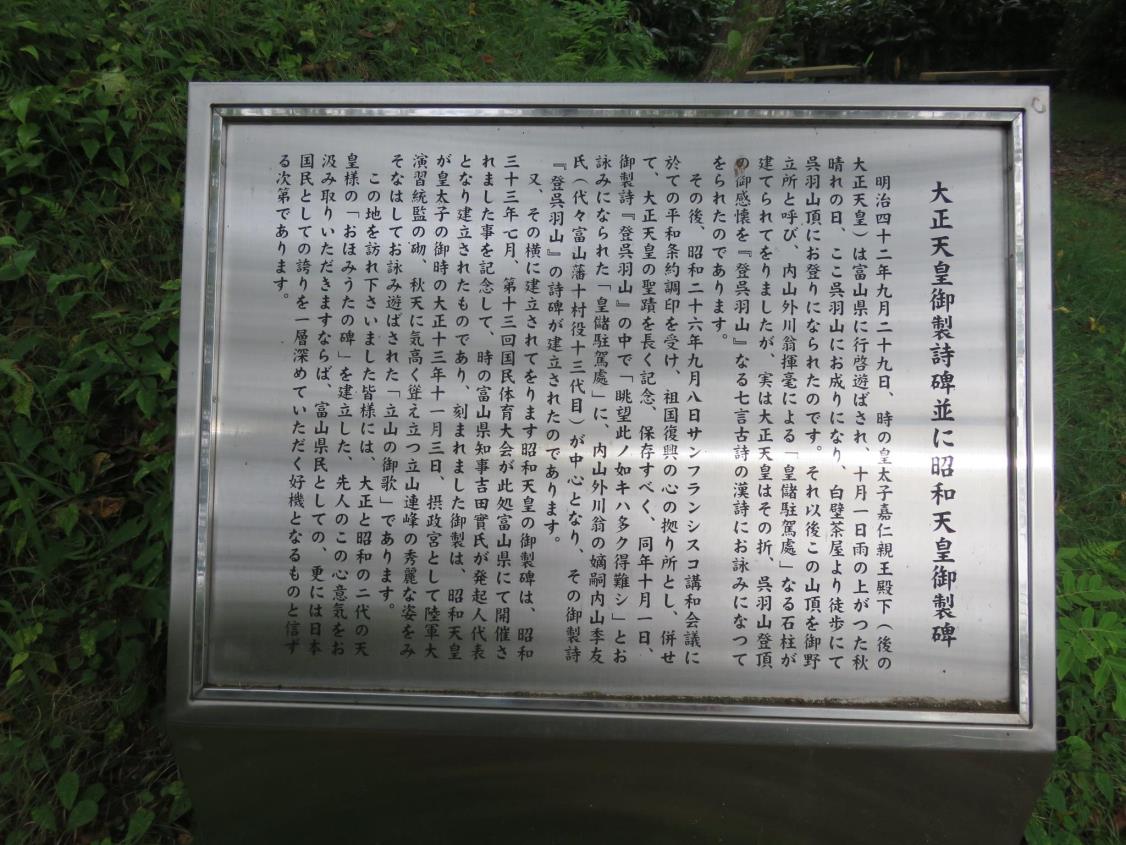 大正天皇御製詩碑並に昭和天皇御製碑
明治四十二年九月二十九日、時の皇太子嘉仁親王殿下（後の
大正天皇）は富山県に行啓遊ばされ、十月一日雨の上がつた秋
晴れの日、ここ呉羽山にお成りになり、白壁茶屋より徒歩にて
呉羽山頂にお登りになられたのです。それ以後この山頂を御野
立所と呼び、内山外川翁揮毫による「皇儲駐駕處」なる石柱が
建てられてをりましたが、実は大正天皇はその折、呉羽山登頂
の御感懐を『登呉羽山』なる七言古詩の漢詩にお詠みになつて
をられたのであります。
その後、昭和二十六年九月八日サンフランシスコ講和会議に
於ての平和条約調印を受け、祖国復興の心の拠り所とし、併せ
て、大正天皇の聖蹟を長く記念、保存すべく、同年十月一日、
御製詩『登呉羽山』の中で「眺望此ノ如キハ多ク得難シ」とお
詠みになられた「皇儲駐駕處」に、内山外川翁の嫡嗣内山季友
氏（代々富山藩十村役十三代目）が中心となり、その御製詩
『登呉羽山』の詩碑が建立されたのであります。
又、その横に建立されてをります昭和天皇の御製碑は、昭和
三十三年七月、第十三回国民体育大会が此処富山県にて開催さ
れました事を記念して、時の富山県知事吉田實氏が発起人代表
となり建立されたものであり、刻まれました御製は、昭和天皇
が皇太子の御時の大正十三年十一月三日、摂政宮として陸軍大
演習統監の砌、秋天に気高く聳え立つ立山連峰の秀麗な姿をみ
そなはしてお詠み遊ばされた「立山の御歌」であります。
この地を訪れ下さいました皆様には、大正と昭和の二代の天
皇様の「おほみうたの碑」を建立した、先人のこの心意気をお
汲み取りいただきますならば、富山県民としての、更には日本
国民としての誇りを一層深めていただく好機となるものと信ず
る次第であります。